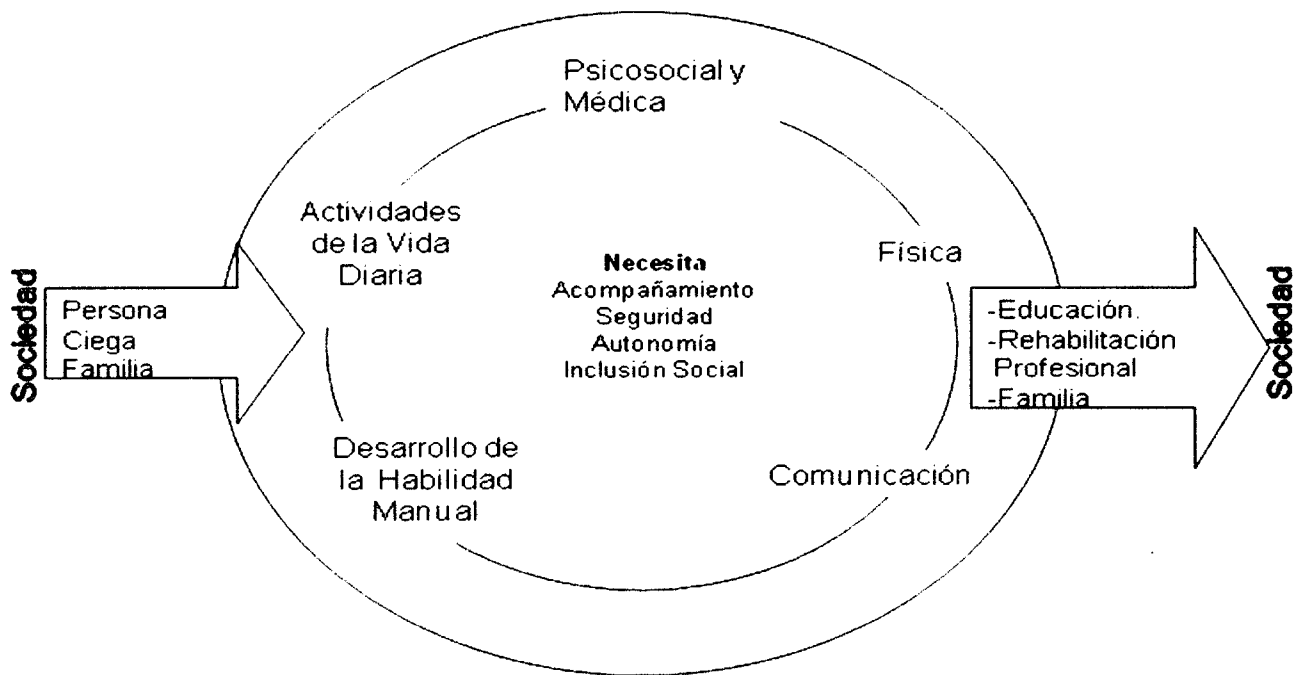 Sociedad
Persona
Ciega
Familia
Psicosocial y
Médica
Actividades
de la Vida
Diaria
Física
Necesita
Acompañamiento
Seguridad
Autonomía
Inclusión Social
Desarrollo de
la Habilidad
Manual
Comunicación
-Educación.
-Rehabilitación
Profesional
-Familia
Sociedad